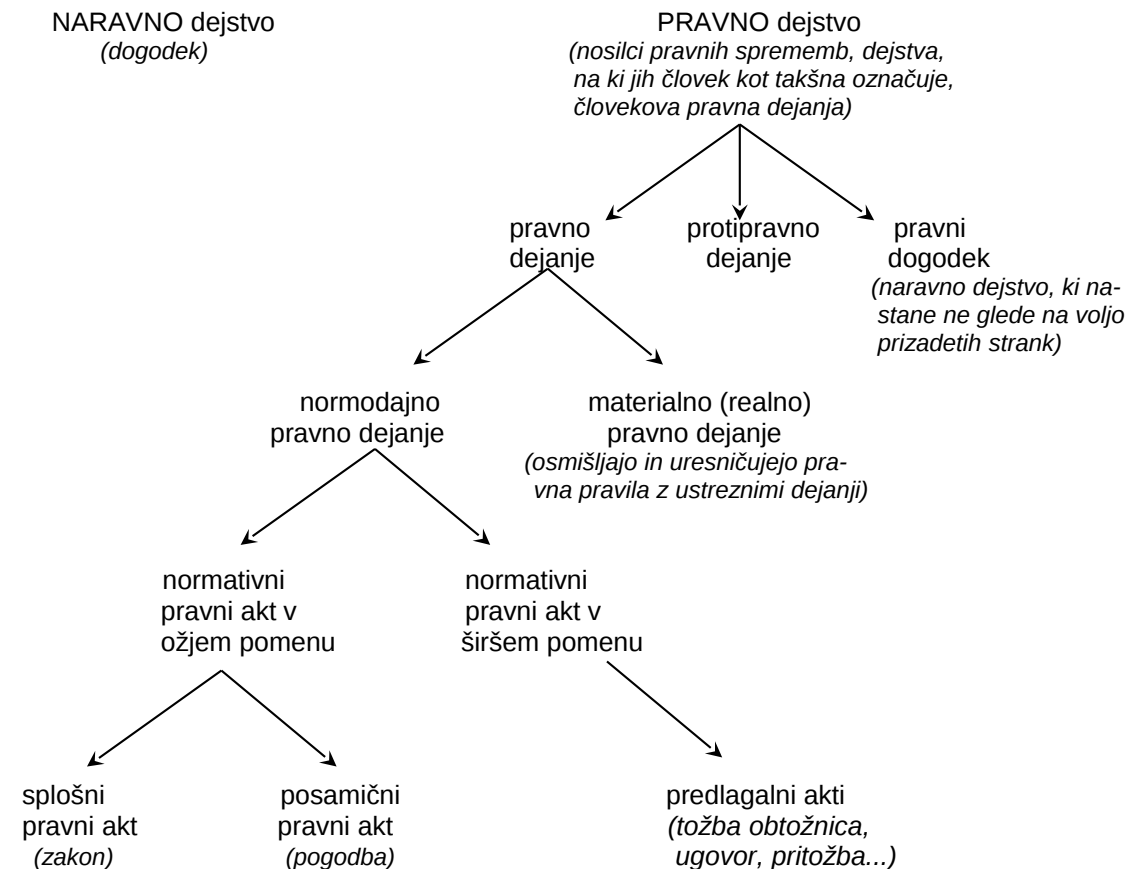 NARAVNO dejstvo
(dogodek)
PRAVNO dejstvo
(nosilci pravnih sprememb, dejstva,
na ki jih človek kot takšna označuje,
človekova pravna dejanja)
pravno
dejanje
protipravno
dejanje
pravni
dogodek
(naravno dejstvo, ki na-
stane ne glede na voljo
prizadetih strank)
normodajno
pravno dejanje
materialno (realno)
pravno dejanje
(osmišljajo in uresničujejo pra-
vna pravila z ustreznimi dejanji)
normativni
pravni akt v
ožjem pomenu
normativni
pravni akt v
širšem pomenu
splošni
pravni akt
(zakon)
posamični
pravni akt
(pogodba)
predlagalni akti
(tožba obtožnica,
ugovor, pritožba...)